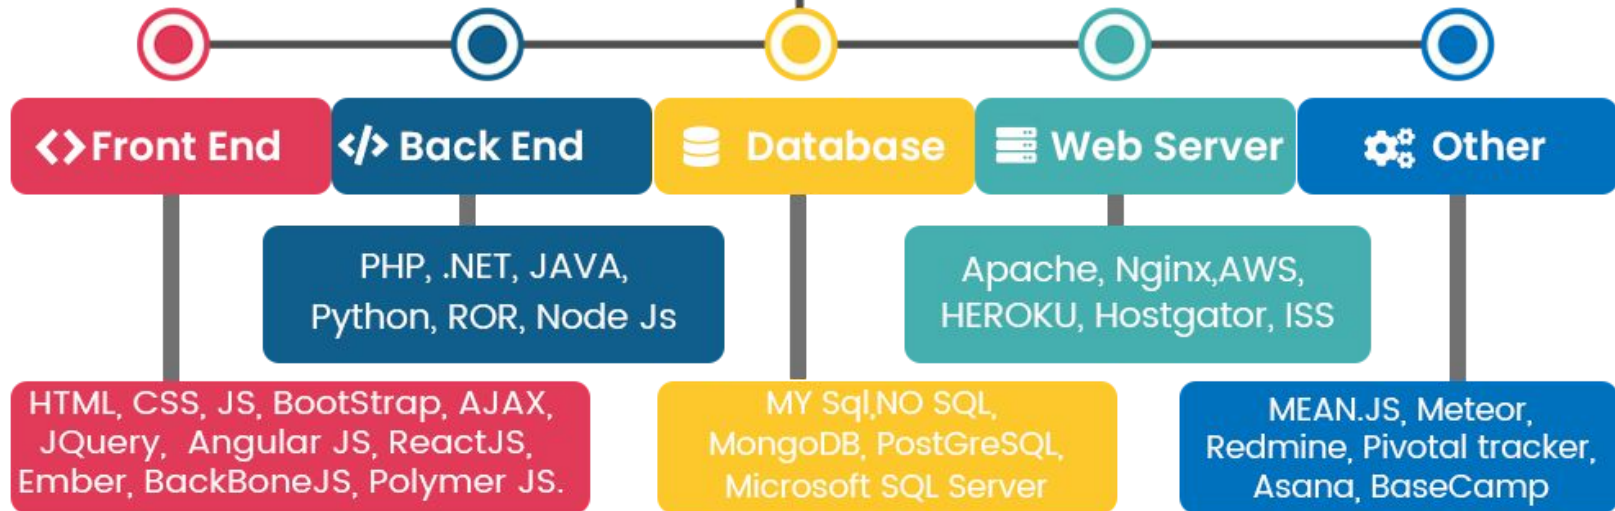 <>Front End
</> Back End
Database
Web Server
Other
PHP, .NET, JAVA,
Python, ROR, Node Js
Apache, Nginx,AWS,
HEROKU, Hostgator, ISS
HTML, CSS, JS, BootStrap, AJAX,
JQuery, Angular JS, ReactJS,
Ember, BackBoneJS, Polymer JS.
MY Sql,NO SQL,
MongoDB, PostGreSQL,
Microsoft SQL Server
MEAN.JS, Meteor,
Redmine, Pivotal tracker,
Asana, BaseCamp